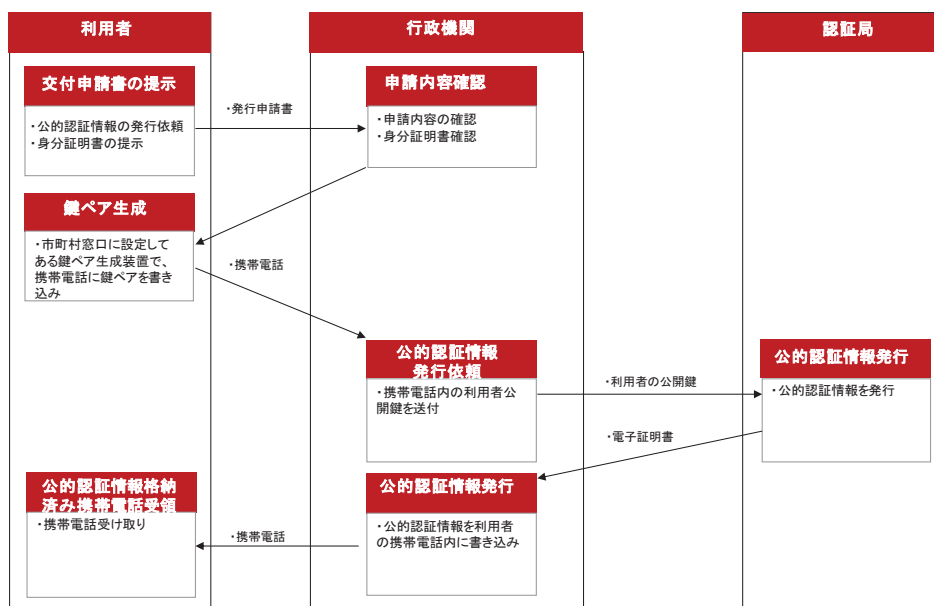 利用者
行政機関
認証局
交付申請書の提示
・公的認証情報の発行依頼
・身分証明書の提示
・発行申請書
申請内容確認
・申請内容の確認
・身分証明書確認
鍵ペア生成
・市町村窓口に設定して
ある鍵ペア生成装置で、
携帯電話に鍵ペアを書き
込み
・携帯電話
公的認証情報
発行依頼
・携帯電話内の利用者公
開鍵を送付
・利用者の公開鍵
公的認証情報発行
・公的認証情報を発行
・電子証明書
公的認証情報発行
・公的認証情報を利用者
の携帯電話内に書き込み
・携帯電話
公的認証情報格納
済み携帯電話受領
・携帯電話受け取り